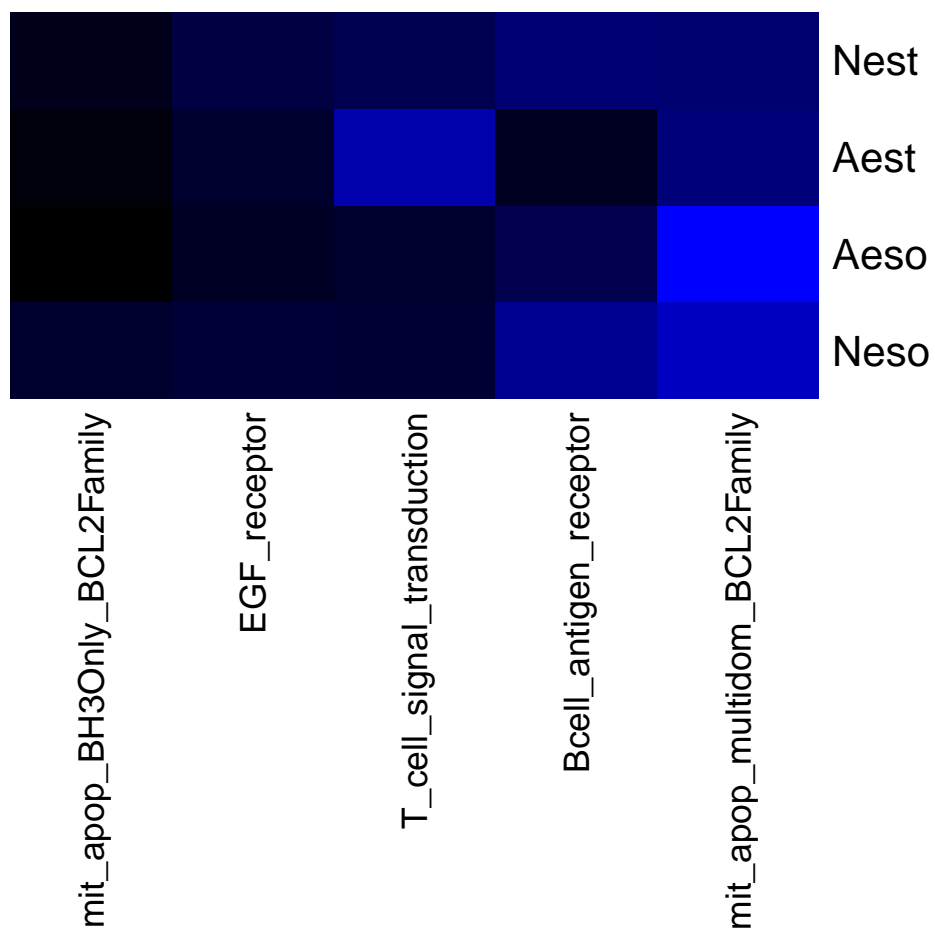 Nest
Aest
Aeso
Neso
mit_apop_BH3Only_BCL2Family
EGF_receptor
T_cell_signal_transduction
Bcell_antigen_receptor
mit_apop_multidom_BCL2Family